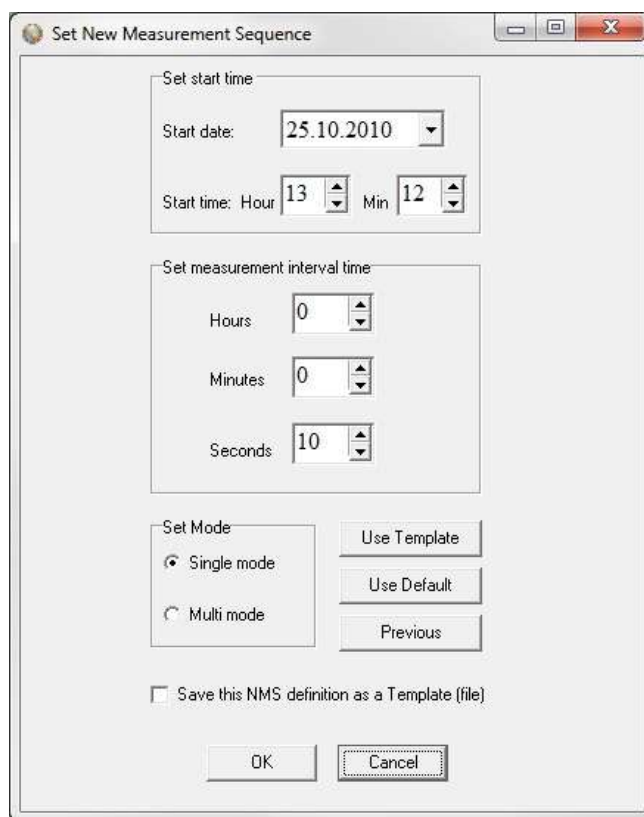 Set New Measurement Sequence
Set start time
Start date: 25.10.2010
Start time: Hour 13 Min 12
Set measurement interval time
Hours 0
Minutes 0
Seconds 10
Set Mode
Single mode
Multi mode
Use Template
Use Default
Previous
Save this NMS definition as a Template (file)
OK Cancel